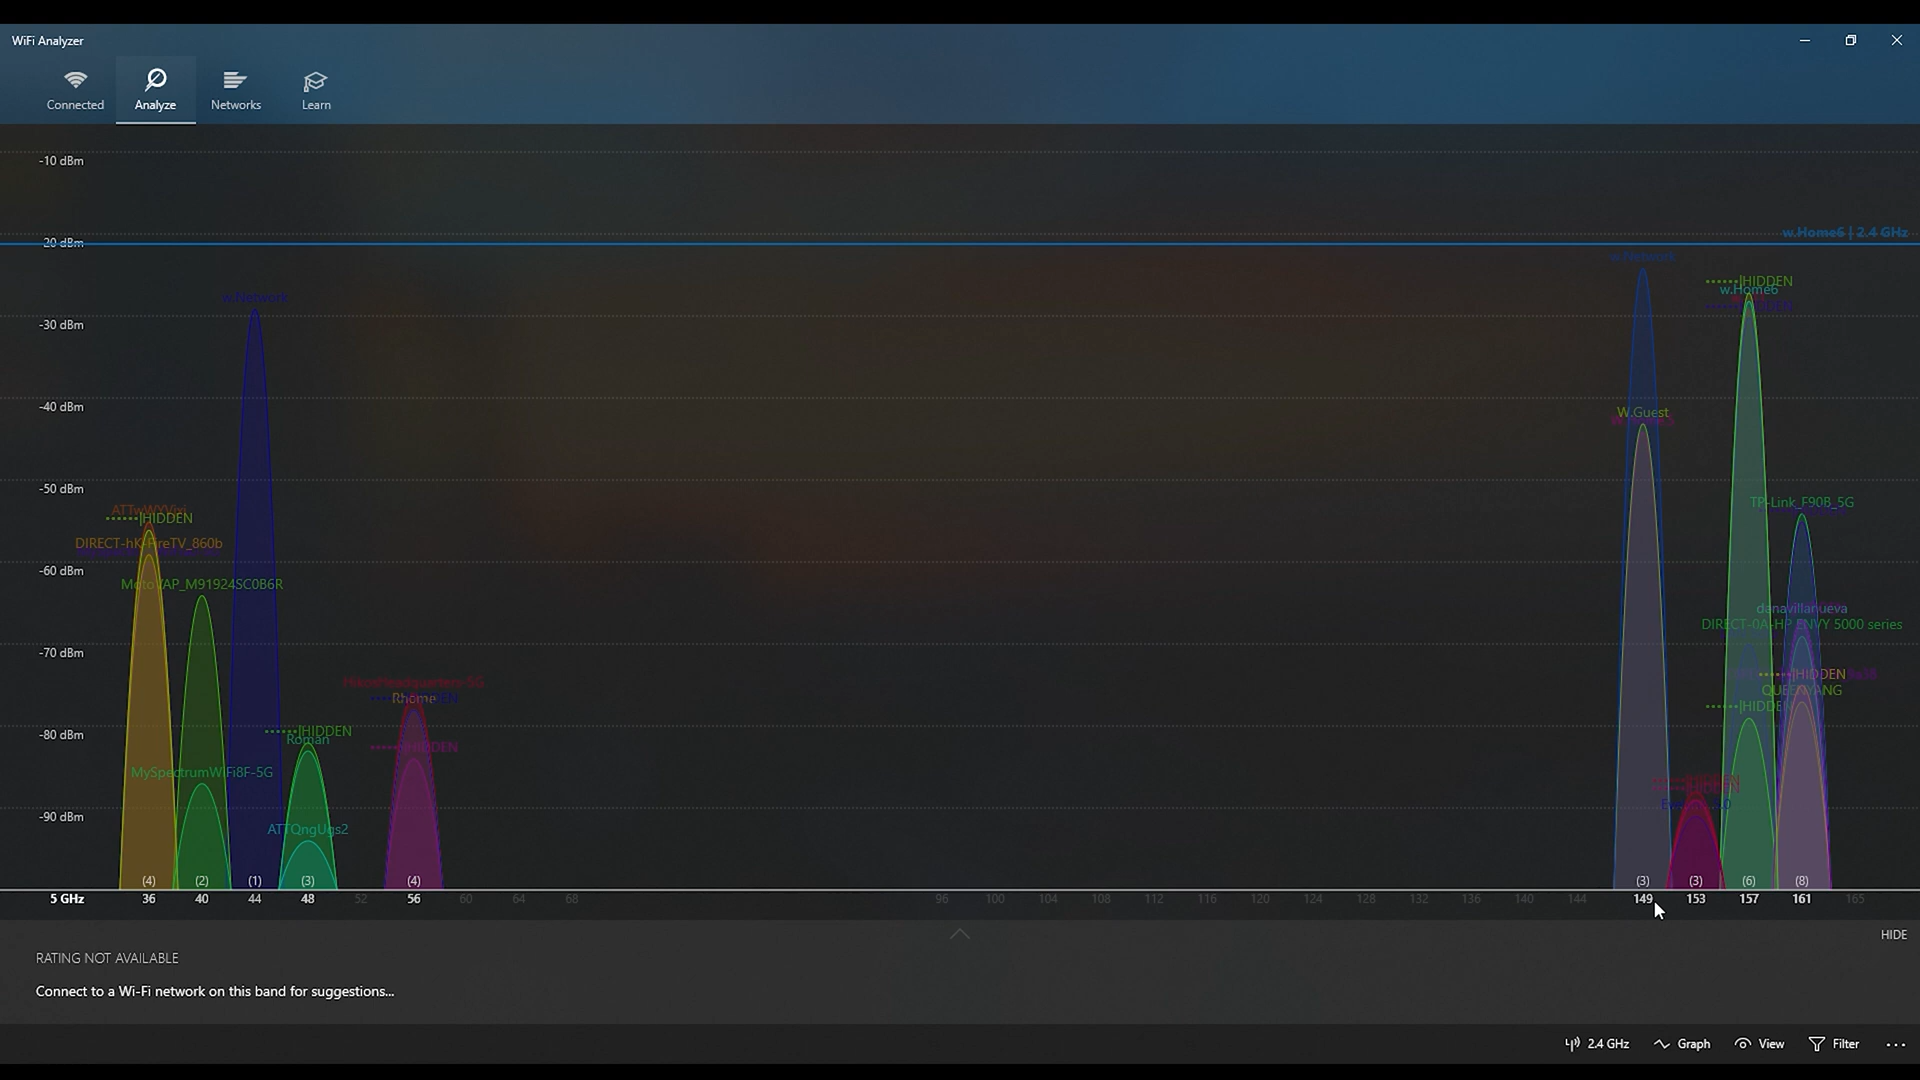 WiFi Analyzer
Connected
Analyze
Networks
Learn
-10 dBm
-20 dBm
w.Home6 | 2.4 GHz
w.Network
HIDDEN
w.Home6
w.Network
-30 dBm
-40 dBm
W.Guest
-50 dBm
TP-Link_F90B_5G
HIDDEN
DIRECT-hK-FireTV_860b
-60 dBm
MySpectrumWiFi8F-5G
danavillanueva
DIRECT-0A-HP ENVY 5000 series
-70 dBm
HIDDEN
Rhome
QUEENYANG
HIDDEN
HIDDEN
Roman
-80 dBm
HIDDEN
ATTQngUgs2
-90 dBm
(4) (2) (1) (3) (4) (3) (3) (6) (8)
5 GHz 36 40 44 48 52 56 60 64 68 96 100 104 108 112 116 120 124 128 132 136 140 144 149 153 157 161 165
HIDE
RATING NOT AVAILABLE
Connect to a Wi-Fi network on this band for suggestions...
2.4 GHz
Graph
View
Filter